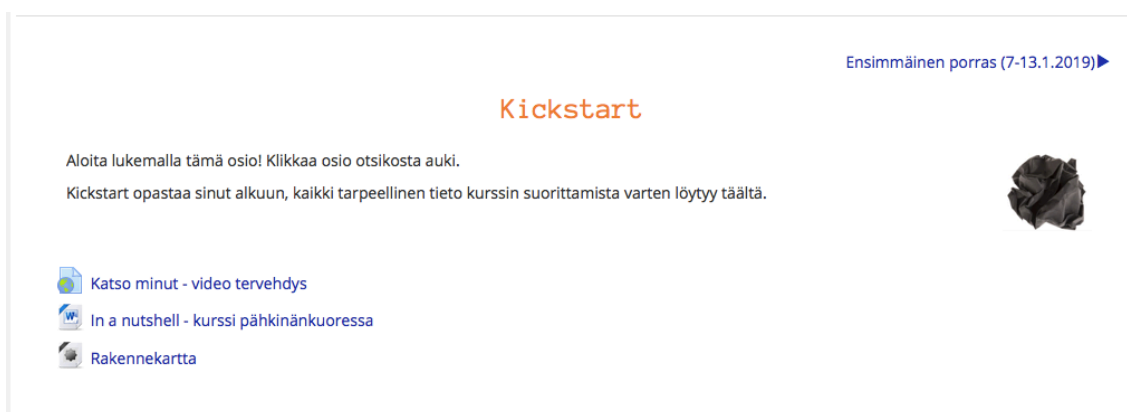 Ensimmäinen porras (7-13.1.2019)▶
Kickstart
Aloita lukemalla tämä osio! Klikkaa osio otsikosta auki.
Kickstart opastaa sinut alkuun, kaikki tarpeellinen tieto kurssin suorittamista varten löytyy täältä.
Katso minut - video tervehdys
In a nutshell - kurssi pähkinänkuoressa
Rakennekartta